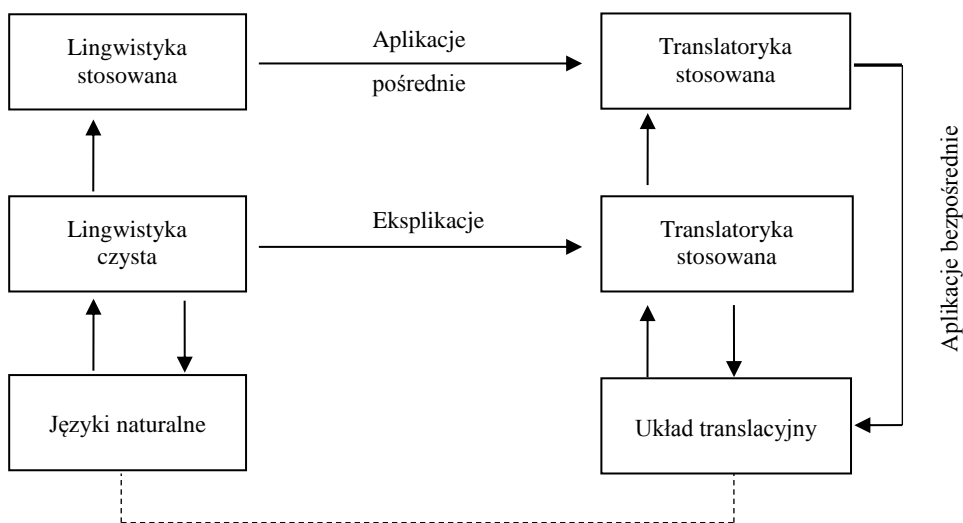 Lingwistyka
stosowana
Aplikacje
pośrednie
Translatoryka
stosowana
Lingwistyka
czysta
Eksplikacje
Translatoryka
stosowana
Aplikacje bezpośrednie
Języki naturalne
Układ translacyjny